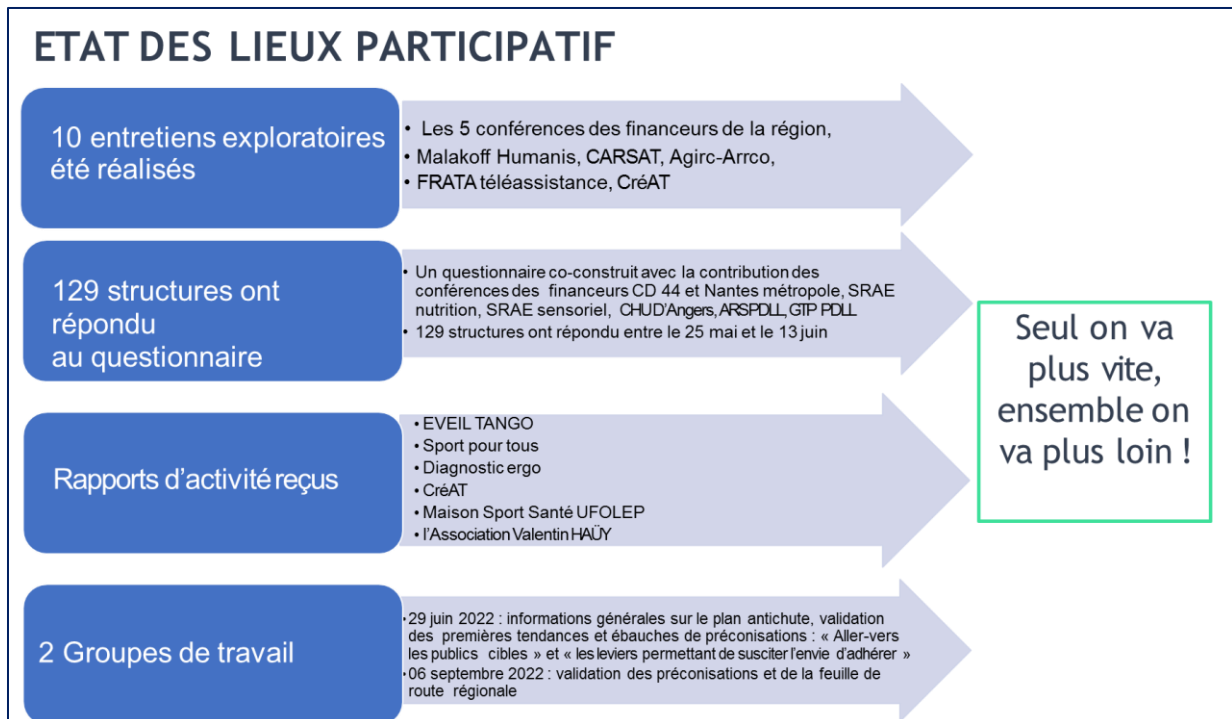 ETAT DES LIEUX PARTICIPATIF
10 entretiens exploratoires
été réalisés
• Les 5 conférences des financeurs de la région,
• Malakoff Humanis, CARSAT, Agirc-Arrco,
• FRATA téléassistance, CréAT
129 structures ont
répondu
au questionnaire
• Un questionnaire co-construit avec la contribution des
conférences des financeurs CD 44 et Nantes métropole, SRAE
nutrition, SRAE sensoriel, CHU D'Angers, ARSPDLL, GTP PDLL
• 129 structures ont répondu entre le 25 mai et le 13 juin
Rapports d'activité reçus
• EVEIL TANGO
• Sport pour tous
• Diagnostic ergo
• CréAT
• Maison Sport Santé UFOLEP
• l'Association Valentin HAÜY
2 Groupes de travail
• 29 juin 2022 : informations générales sur le plan antichute, validation
des premières tendances et ébauches de préconisations : « Aller-vers
les publics cibles » et « les leviers permettant de susciter l'envie d'adhérer »
• 06 septembre 2022 : validation des préconisations et de la feuille de
route régionale
Seul on va
plus vite,
ensemble on
va plus loin !